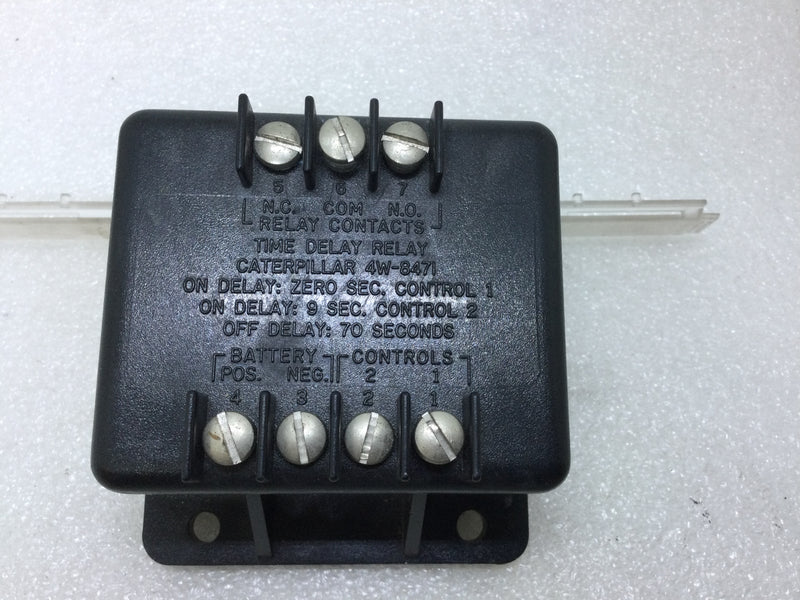 5 6 7
N.C. COM N.O.
RELAY CONTACTS
TIME DELAY RELAY
CATERPILLAR 4W-8471
ON DELAY: ZERO SEC. CONTROL 1
ON DELAY: 9 SEC. CONTROL 2
OFF DELAY: 70 SECONDS
BATTERY CONTROLS
POS. NEG. 2 1
4 3 2 1